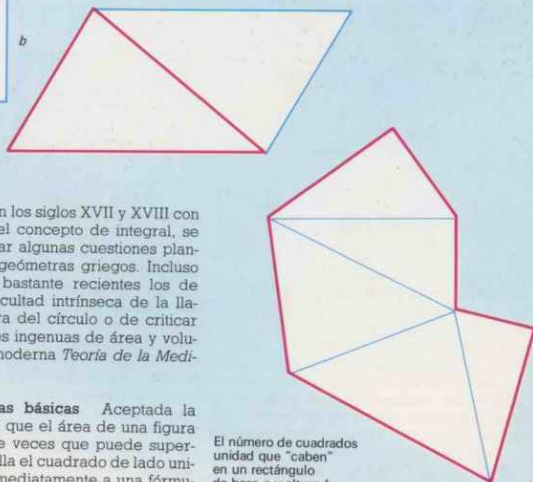 b
n los siglos XVII y XVIII con
el concepto de integral, se
ar algunas cuestiones plan-
geómetras griegos. Incluso
bastante recientes los de
cultad intrínseca de la lla-
ra del círculo o de criticar
es ingenuas de área y volu-
moderna Teoría de la Medi-
as básicas Aceptada la
que el área de una figura
e veces que puede super-
lla el cuadrado de lado uni-
mediatamente a una fórmu-
El número de cuadrados
unidad que "caben"
en un rectángulo